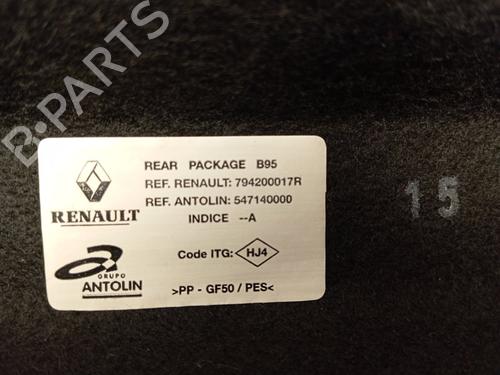 B-PARTS
REAR PACKAGE B95
REF. RENAULT: 794200017R
REF. ANTOLIN: 547140000
INDICE --A
RENAULT
Code ITG: HJ4
GRUPO
ANTOLIN
>PP - GF50 / PES<
15